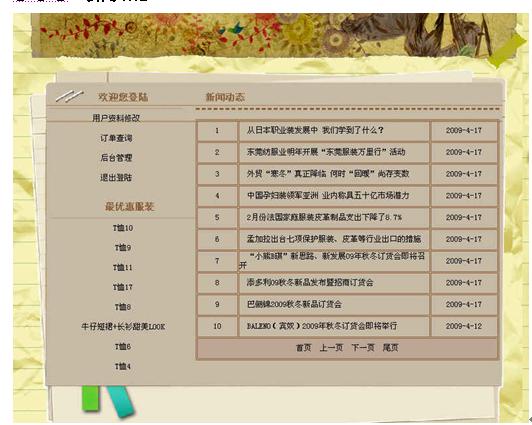 欢迎您登陆
用户资料修改
订单查询
后台管理
退出登陆
最优惠服装
T恤10
T恤9
T恤11
T恤17
T恤8
牛仔短裙+长衫甜美LOOK
T恤6
T恤4
新闻动态
1 从日本职业装发展中 我们学到了什么? 2009-4-17
2 东莞纺服业明年开展“东莞服装万里行”活动 2009-4-17
3 外贸“寒冬”真正降临 何时“回暖”尚存变数 2009-4-17
4 中国孕妇装领军亚洲 业内称具五十亿市场潜力 2009-4-17
5 2月份法国家庭服装皮革制品支出下降了8.7% 2009-4-17
6 孟加拉出台七项保护服装、皮革等行业出口的措施 2009-4-17
7 “小熊B祺”新思路、新发展09年秋冬订货会即将召 2009-4-17
开
8 添多利09秋冬新品发布暨招商订货会 2009-4-17
9 巴俪锦2009秋冬新品订货会 2009-4-17
10 BALENO(宾奴)2009年秋冬订货会即将举行 2009-4-12
首页 上一页 下一页 尾页